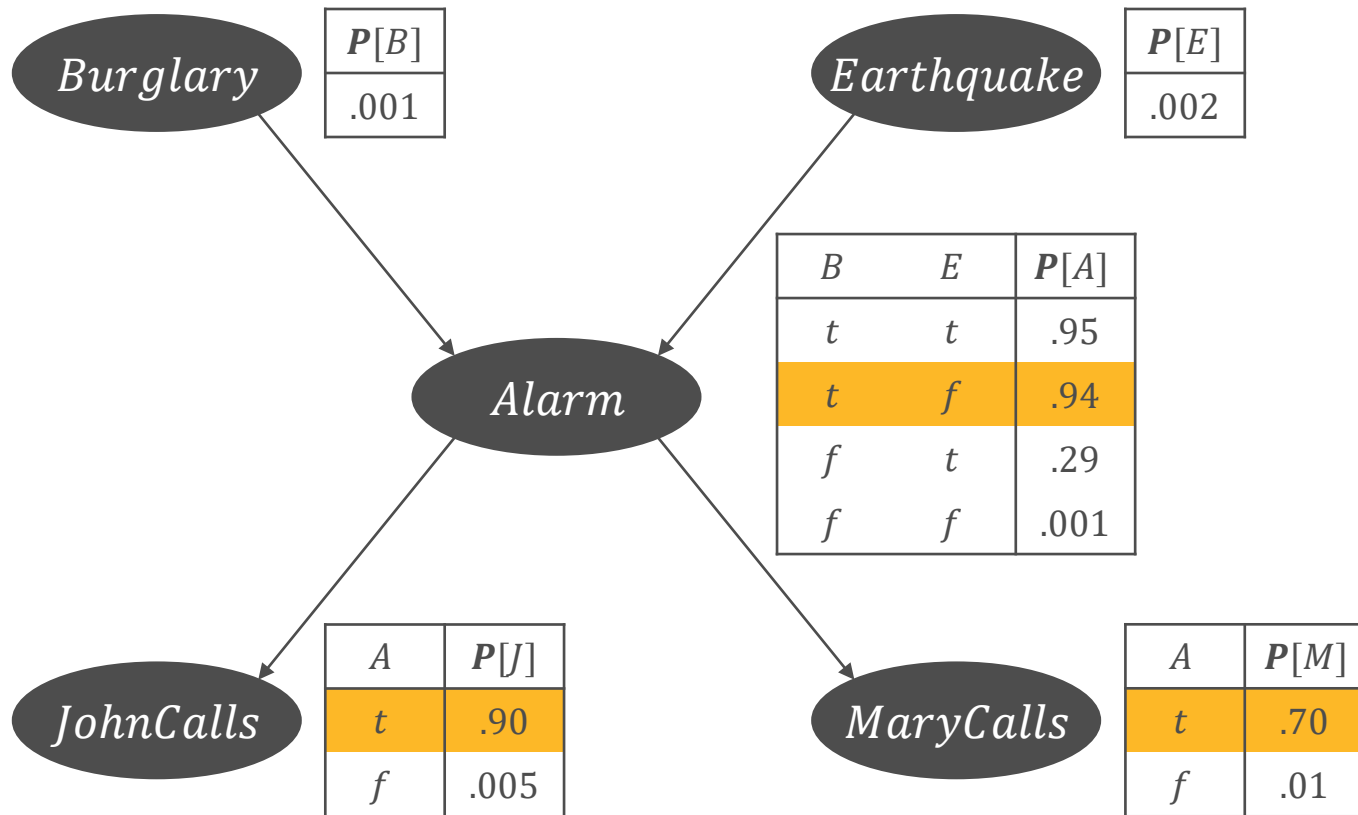 Burglary
P[B]
.001
Earthquake
P[E]
.002
B E P[A]
t t .95
t f .94
f t .29
f f .001
Alarm
JohnCalls
A P[J]
t .90
f .005
MaryCalls
A P[M]
t .70
f .01